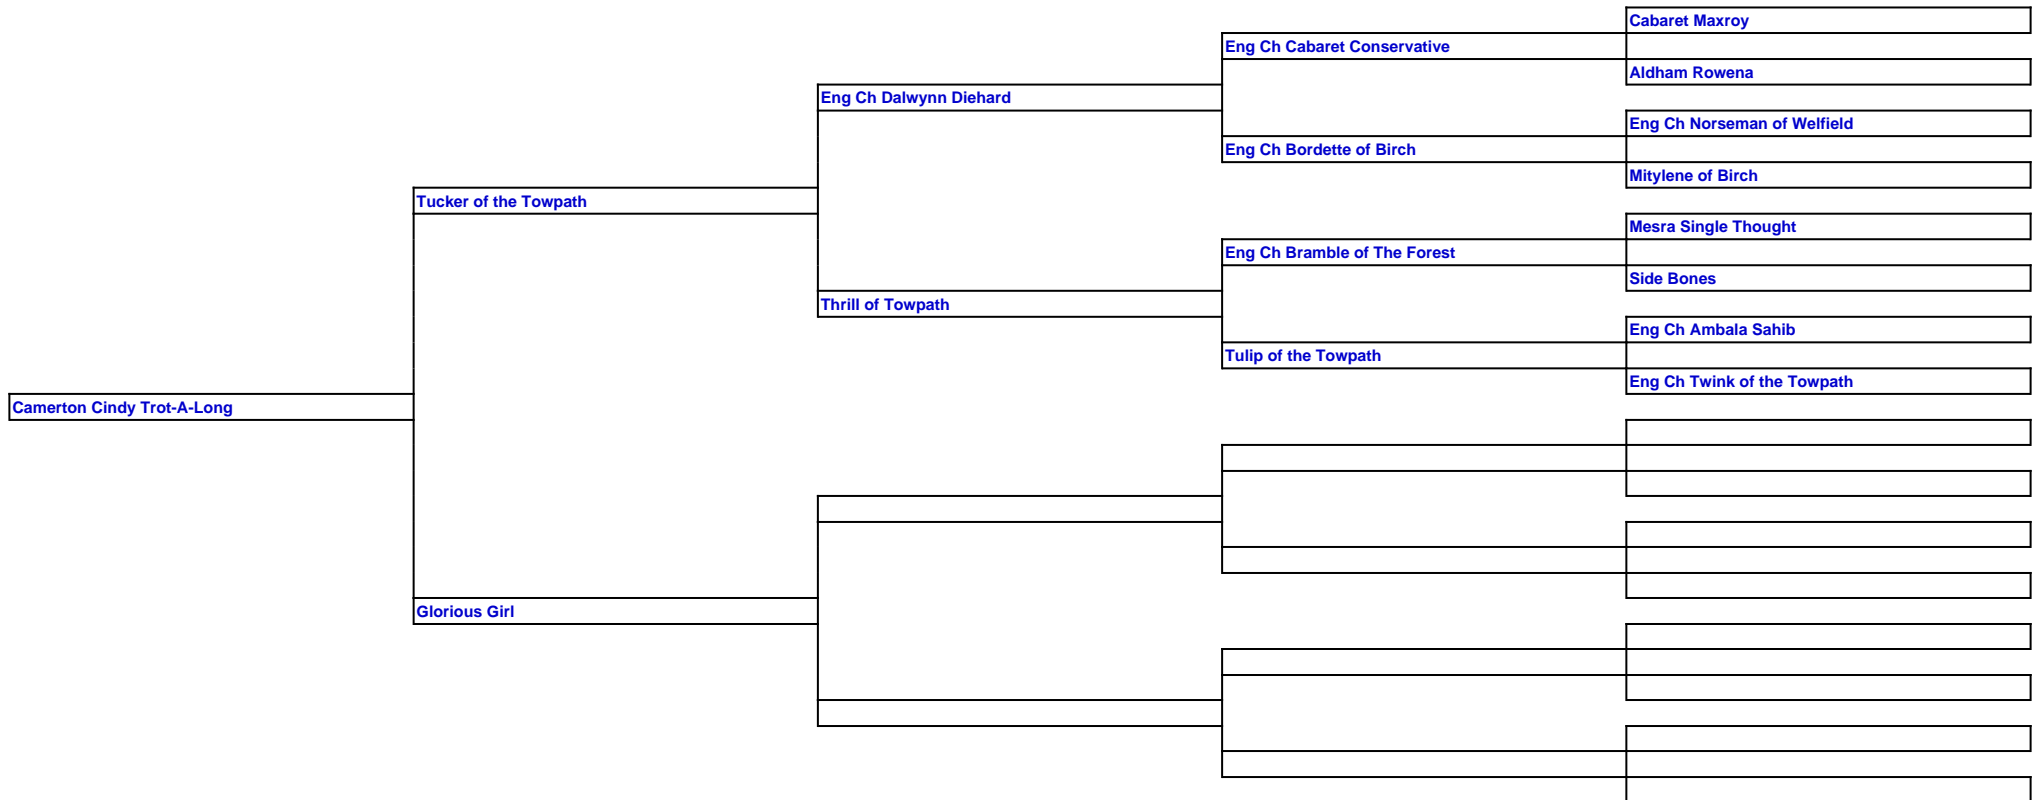 Cabaret Maxroy
Eng Ch Cabaret Conservative
Aldham Rowena
Eng Ch Dalwynn Diehard
Eng Ch Norseman of Welfield
Eng Ch Bordette of Birch
Mitylene of Birch
Tucker of the Towpath
Mesra Single Thought
Eng Ch Bramble of The Forest
Side Bones
Thrill of Towpath
Eng Ch Ambala Sahib
Tulip of the Towpath
Eng Ch Twink of the Towpath
Camerton Cindy Trot-A-Long
Glorious Girl